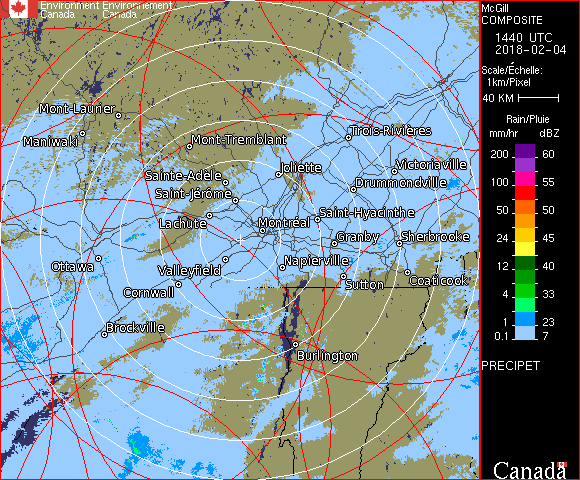 Environment Environnement
Canada Canada
McGill
COMPOSITE
1440 UTC
2018-02-04
Scale/Échelle:
1km/Pixel
40 KM
Rain/Pluie
mm/hr dBZ
200 60
100 55
50 50
24 45
12 40
4 33
1 23
0.1 7
PRECIPET
Canada
Mont-Laurier
Maniwaki
Mont-Tremblant
Trois-Rivières
Joliette
Victoriaville
Sainte-Adèle
Drummondville
Saint-Jérôme
Lachute
Saint-Hyacinthe
Montréal
Granby
Sherbrooke
Ottawa
Valleyfield
Napierville
Cornwall
Sutton
Coaticook
Brockville
Burlington